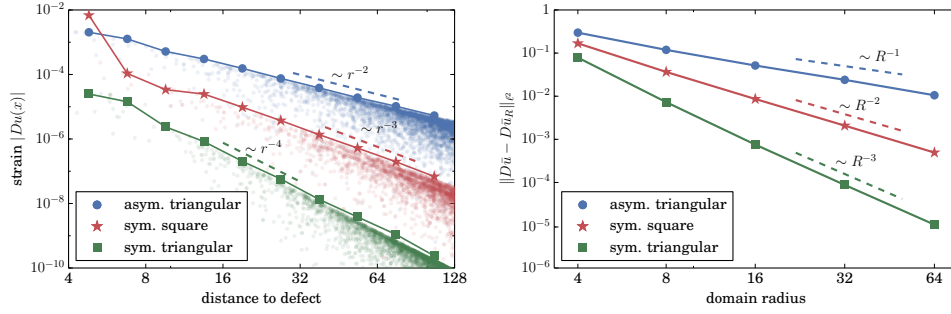 strain |Du(x)|
10⁻²
10⁻⁴
10⁻⁶
10⁻⁸
10⁻¹⁰
∼ r⁻²
∼ r⁻³
∼ r⁻⁴
asym. triangular
sym. square
sym. triangular
4 8 16 32 64 128
distance to defect
‖Dū − Dū_R‖_ℓ²
1
10⁻¹
10⁻²
10⁻³
10⁻⁴
10⁻⁵
10⁻⁶
∼ R⁻¹
∼ R⁻²
∼ R⁻³
asym. triangular
sym. square
sym. triangular
4 8 16 32 64
domain radius